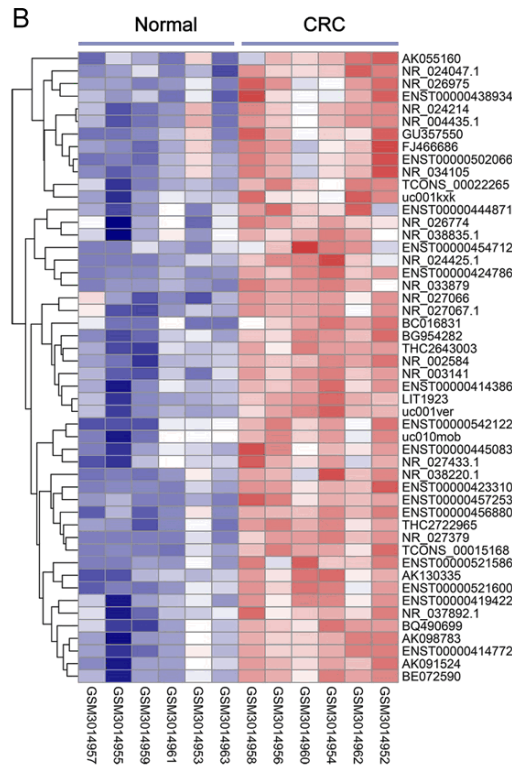 B
Normal CRC
AK055160
NR_024047.1
NR_026975
ENST00000438934
NR_024214
NR_004435.1
GU357550
FJ466686
ENST00000502066
NR_034105
TCONS_00022265
uc001kxk
ENST00000444871
NR_026774
NR_038835.1
ENST00000454712
NR_024425.1
ENST00000424786
NR_033879
NR_027066
NR_027067.1
BC016831
BG954282
THC2643003
NR_002584
NR_003141
ENST00000414386
LIT1923
uc001ver
ENST00000542122
uc010mob
ENST00000445083
NR_027433.1
NR_038220.1
ENST00000423310
ENST00000457253
ENST00000456880
THC2722965
NR_027379
TCONS_00015168
ENST00000521586
AK130335
ENST00000521600
ENST00000419422
NR_037892.1
BQ490699
AK098783
ENST00000414772
AK091524
BE072590
GSM3014957
GSM3014955
GSM3014959
GSM3014961
GSM3014953
GSM3014963
GSM3014958
GSM3014956
GSM3014960
GSM3014954
GSM3014962
GSM3014952